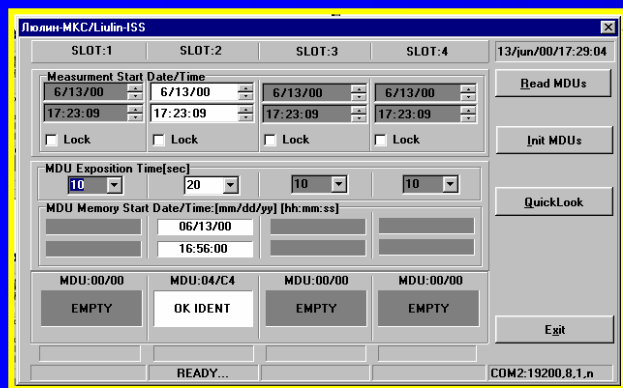 Люлин-МКС/Liulin-ISS
SLOT:1 SLOT:2 SLOT:3 SLOT:4 13/jun/00/17:29:04
Measurment Start Date/Time
6/13/00 6/13/00 6/13/00 6/13/00
Read MDUs
17:23:09 17:23:09 17:23:09 17:23:09
Lock Lock Lock Lock
Init MDUs
MDU Exposition Time[sec]
10 20 10 10
QuickLook
MDU Memory Start Date/Time:[mm/dd/yy] [hh:mm:ss]
06/13/00
16:56:00
MDU:00/00 MDU:04/C4 MDU:00/00 MDU:00/00
EMPTY OK IDENT EMPTY EMPTY
Exit
READY... COM2:19200,8,1,n